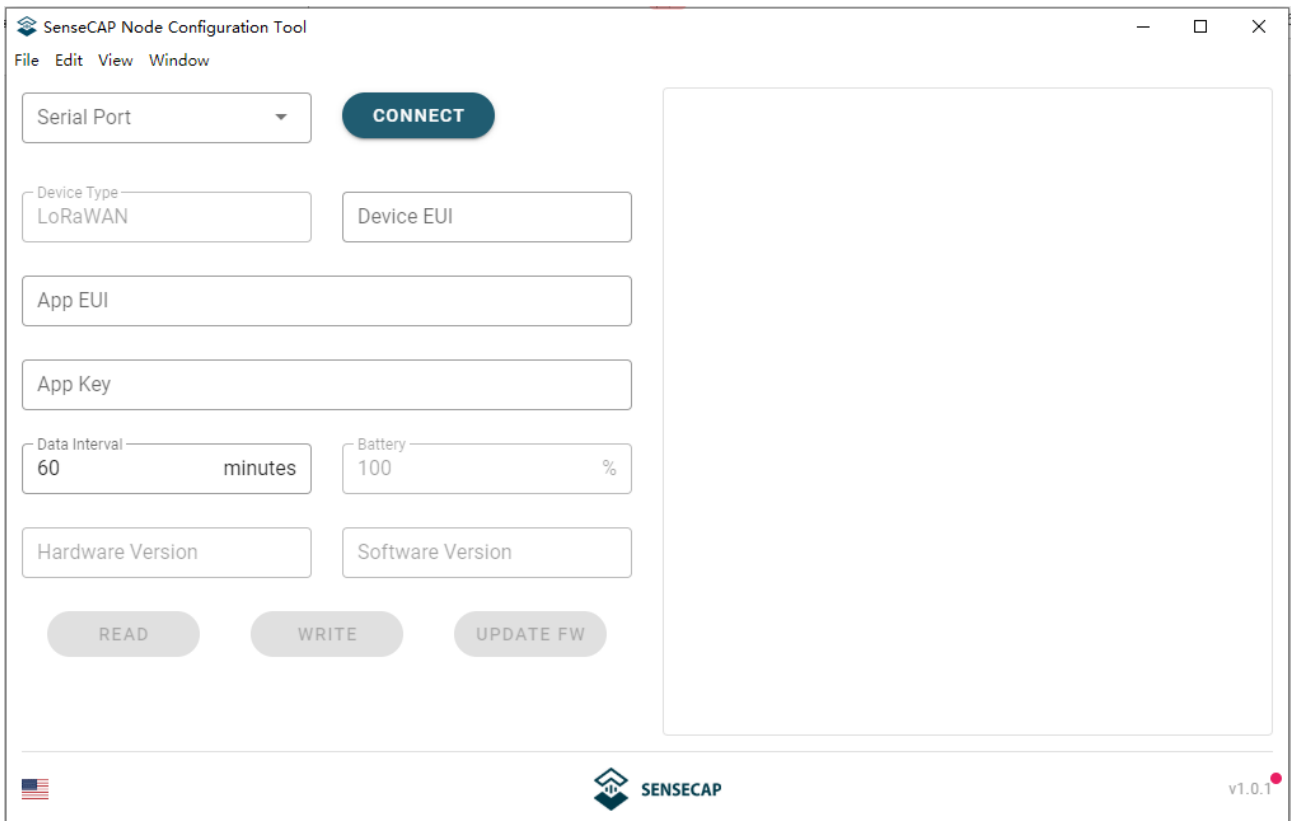 SenseCAP Node Configuration Tool
File Edit View Window
Serial Port CONNECT
Device Type
LoRaWAN Device EUI
App EUI
App Key
Data Interval Battery
60 minutes 100 %
Hardware Version Software Version
READ WRITE UPDATE FW
SENSECAP v1.0.1